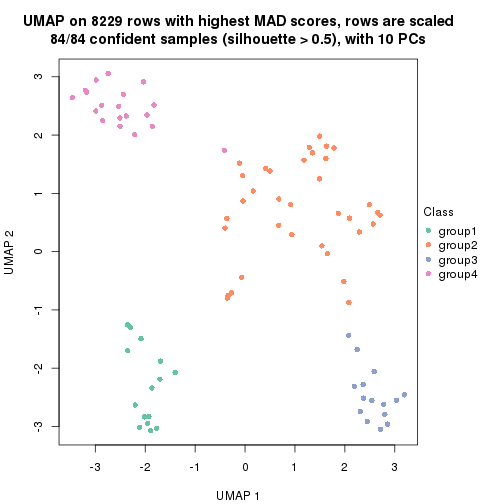 UMAP on 8229 rows with highest MAD scores, rows are scaled
84/84 confident samples (silhouette > 0.5), with 10 PCs
3
2
1
0
-1
-2
-3
UMAP 2
-3
-2
-1
0
1
2
3
UMAP 1
Class
group1
group2
group3
group4